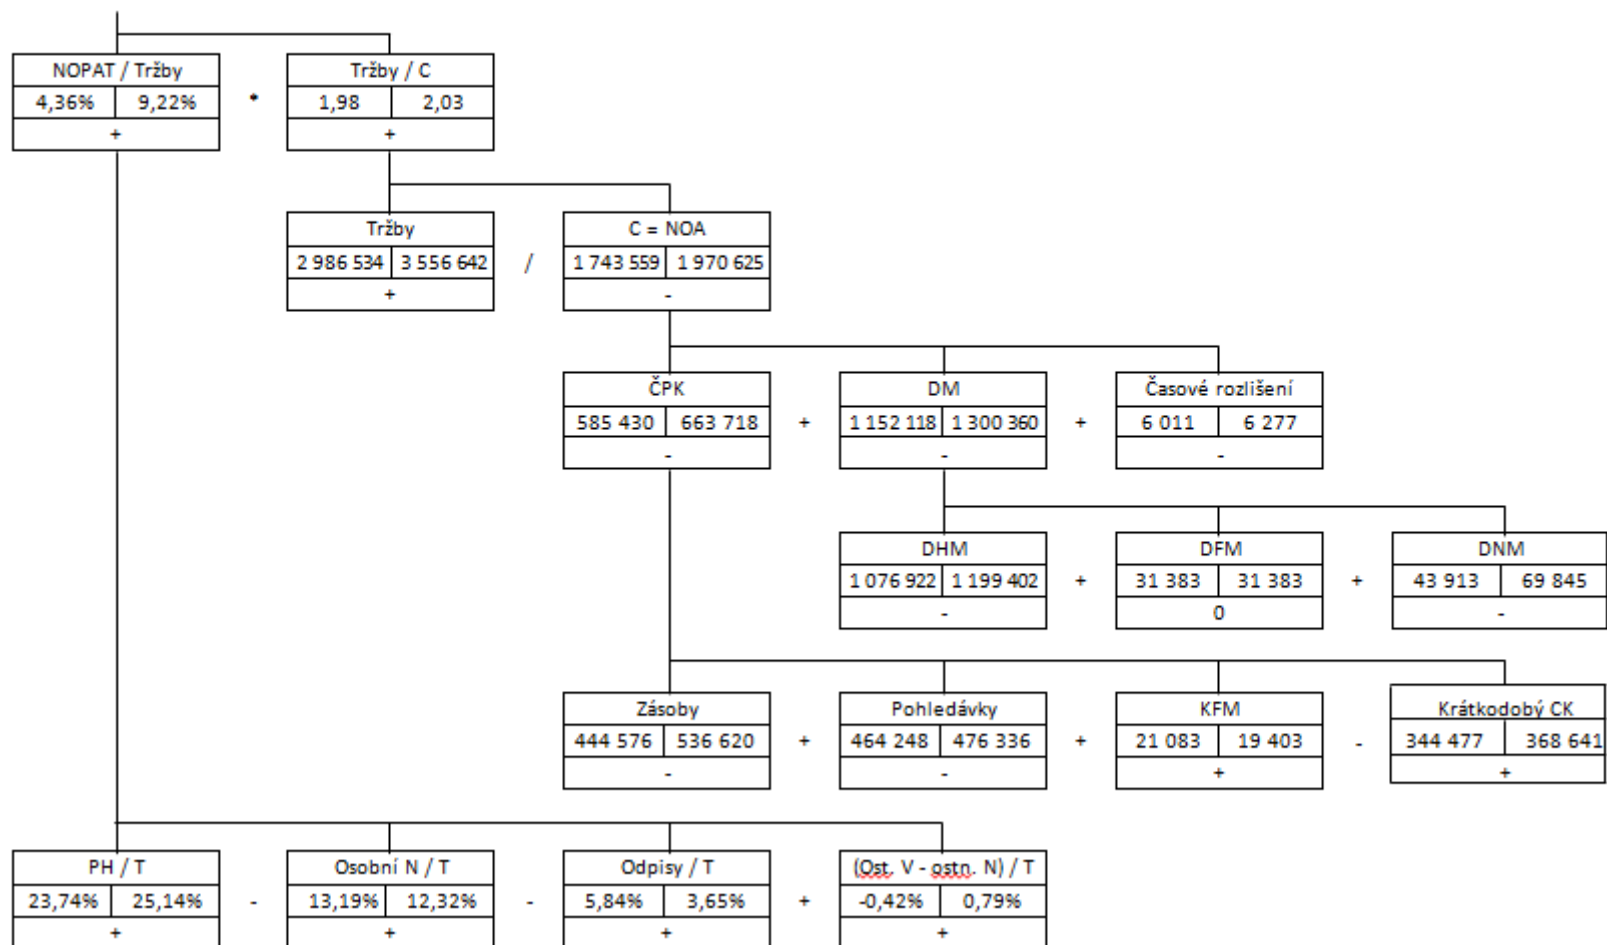 NOPAT / Tržby
Tržby / C
4,36% 9,22% * 1,98 2,03
+ +
Tržby
C = NOA
2 986 534 3 556 642 / 1 743 559 1 970 625
+ -
ČPK
DM
Časové rozlišení
585 430 663 718 + 1 152 118 1 300 360 + 6 011 6 277
- - -
DHM
DFM
DNM
1 076 922 1 199 402 + 31 383 31 383 + 43 913 69 845
- 0 -
Zásoby
Pohledávky
KFM
Krátkodobý CK
444 576 536 620 + 464 248 476 336 + 21 083 19 403 - 344 477 368 641
- - + +
PH / T
Osobní N / T
Odpisy / T
(Ost. V - ostn. N) / T
23,74% 25,14% - 13,19% 12,32% - 5,84% 3,65% + -0,42% 0,79%
+ + + +